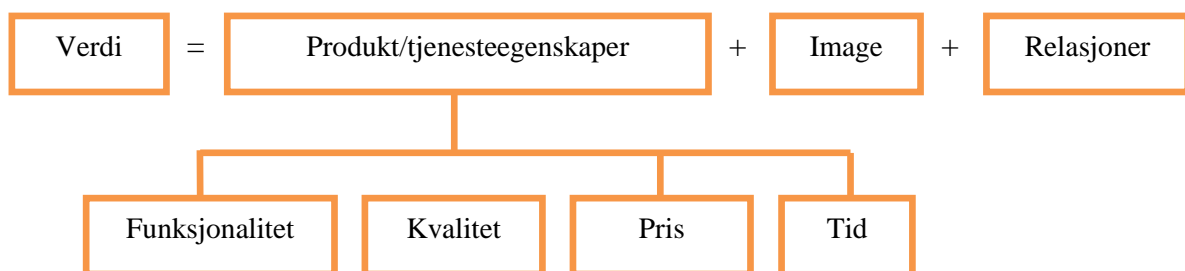 Verdi = Produkt/tjenesteegenskaper + Image + Relasjoner
Funksjonalitet Kvalitet Pris Tid